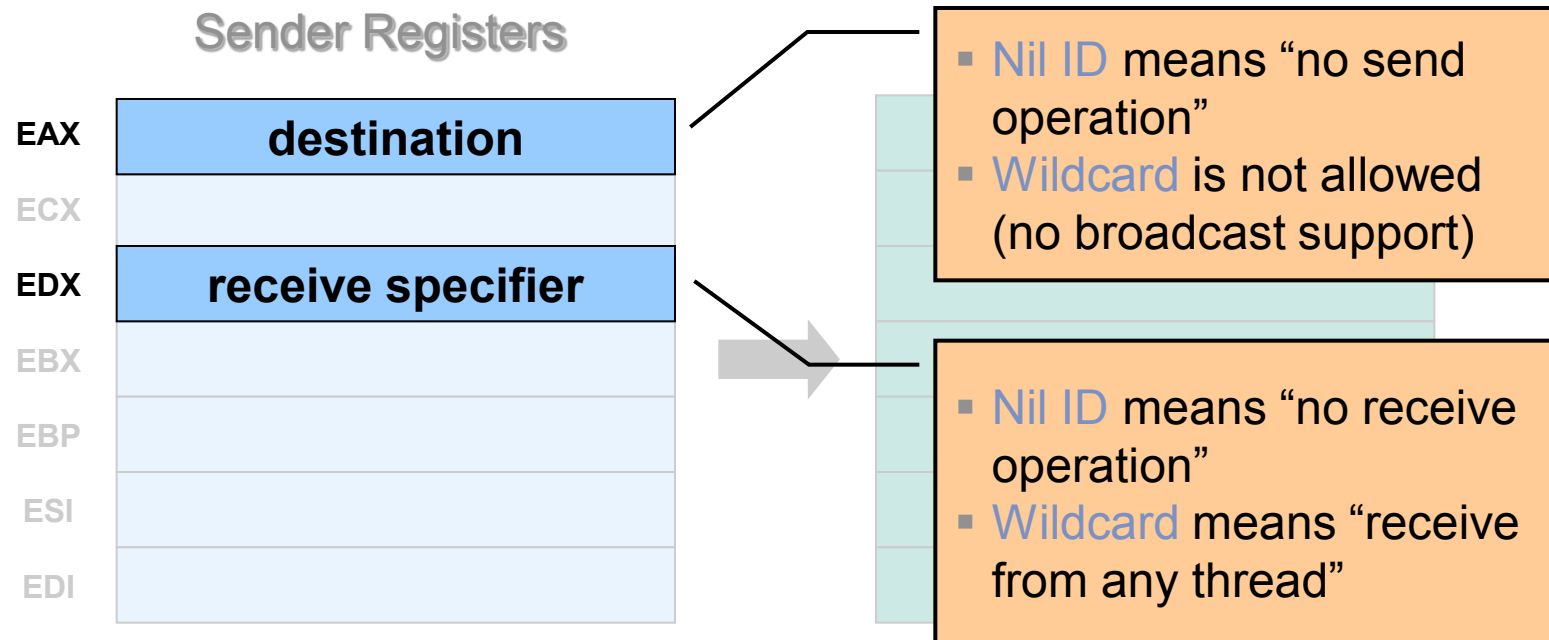 Sender Registers
EAX
destination
ECX
EDX
receive specifier
EBX
EBP
ESI
EDI
▪ Nil ID means “no send
operation”
▪ Wildcard is not allowed
(no broadcast support)
▪ Nil ID means “no receive
operation”
▪ Wildcard means “receive
from any thread”